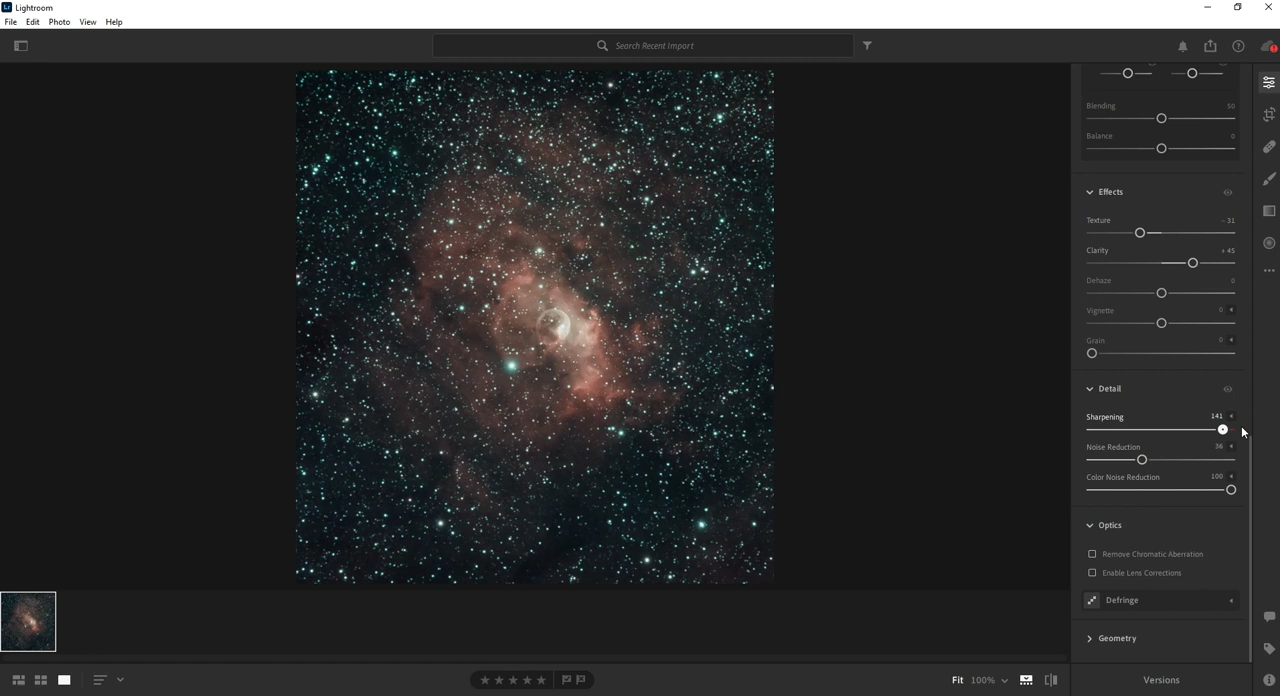 Lr Lightroom
File Edit Photo View Help
Search Recent Import
Blending 50
Balance 0
Effects
Texture - 31
Clarity + 45
Dehaze 0
Vignette 0
Grain 0
Detail
Sharpening 141
Noise Reduction 36
Color Noise Reduction 100
Optics
Remove Chromatic Aberration
Enable Lens Corrections
Defringe
Geometry
Fit 100% Versions